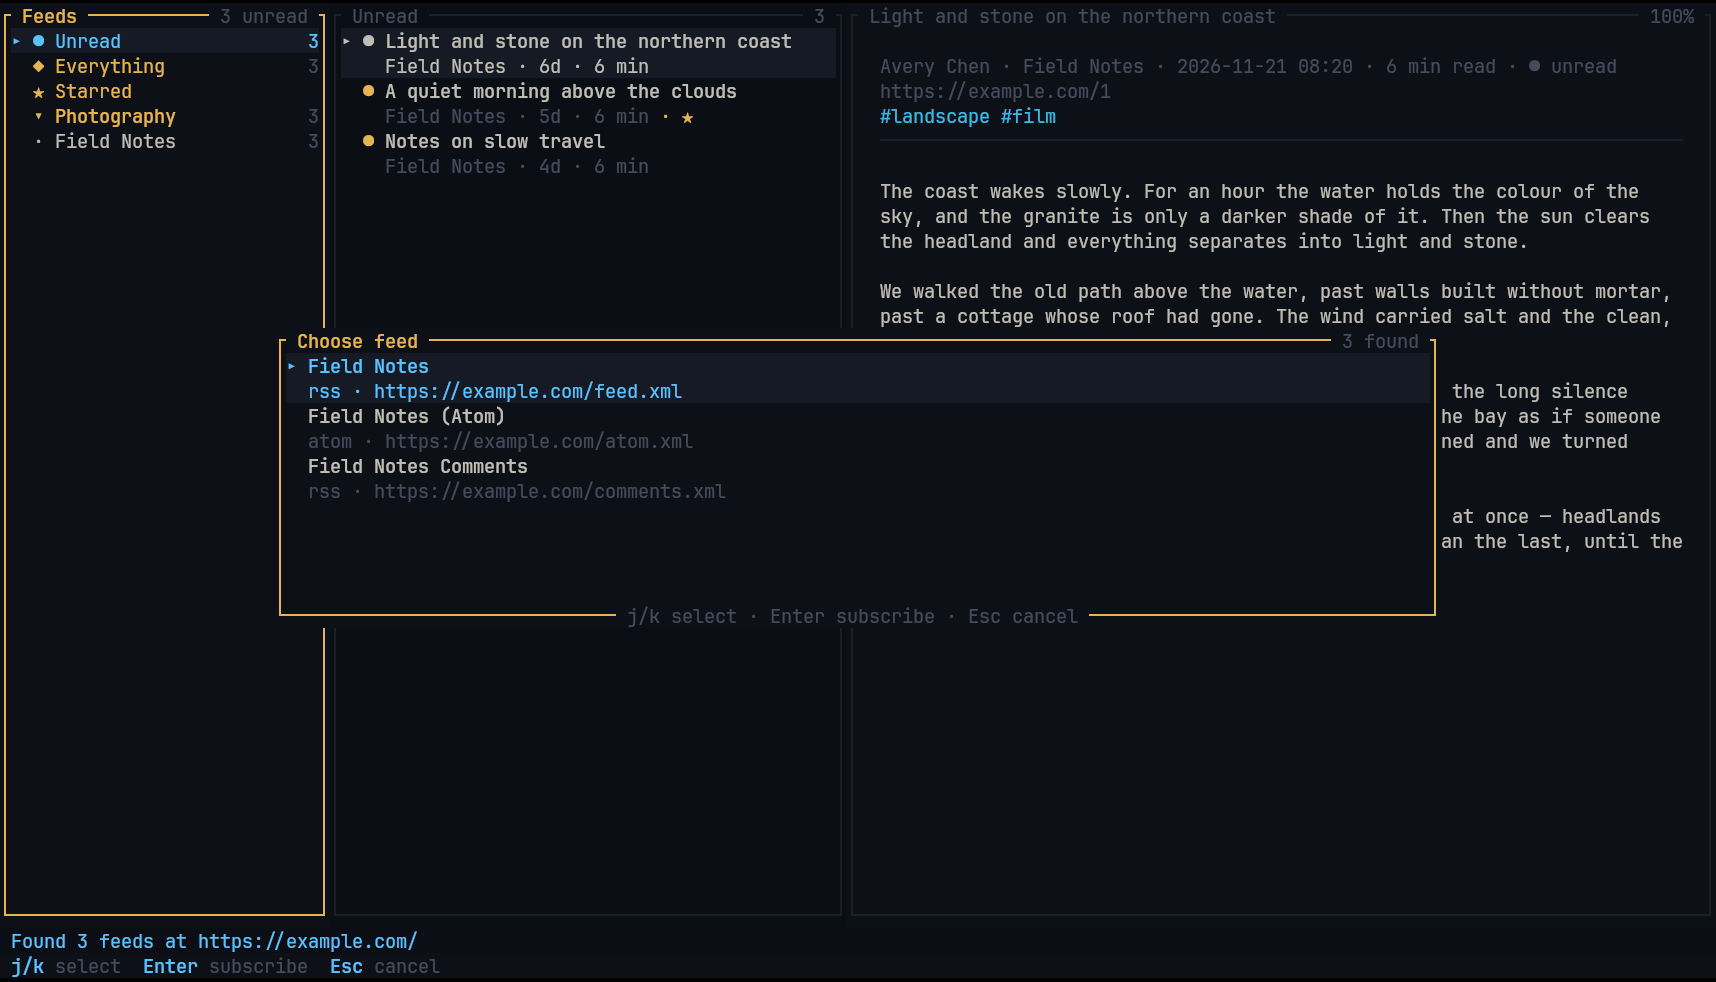 Feeds 3 unread
▸ ● Unread 3
◆ Everything 3
★ Starred
▾ Photography 3
· Field Notes 3
Unread 3
▸ ● Light and stone on the northern coast
Field Notes · 6d · 6 min
● A quiet morning above the clouds
Field Notes · 5d · 6 min · ★
● Notes on slow travel
Field Notes · 4d · 6 min
Light and stone on the northern coast 100%
Avery Chen · Field Notes · 2026-11-21 08:20 · 6 min read · ● unread
https://example.com/1
#landscape #film
The coast wakes slowly. For an hour the water holds the colour of the
sky, and the granite is only a darker shade of it. Then the sun clears
the headland and everything separates into light and stone.
We walked the old path above the water, past walls built without mortar,
past a cottage whose roof had gone. The wind carried salt and the clean,
the long silence
he bay as if someone
ned and we turned
at once — headlands
an the last, until the
Choose feed 3 found
▸ Field Notes
rss · https://example.com/feed.xml
Field Notes (Atom)
atom · https://example.com/atom.xml
Field Notes Comments
rss · https://example.com/comments.xml
j/k select · Enter subscribe · Esc cancel
Found 3 feeds at https://example.com/
j/k select Enter subscribe Esc cancel